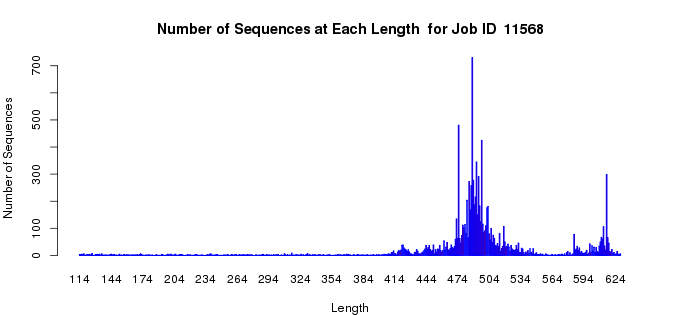 Number of Sequences at Each Length  for Job ID  11568
Number of Sequences
700
500
300
100
0
114 144 174 204 234 264 294 324 354 384 414 444 474 504 534 564 594 624
Length